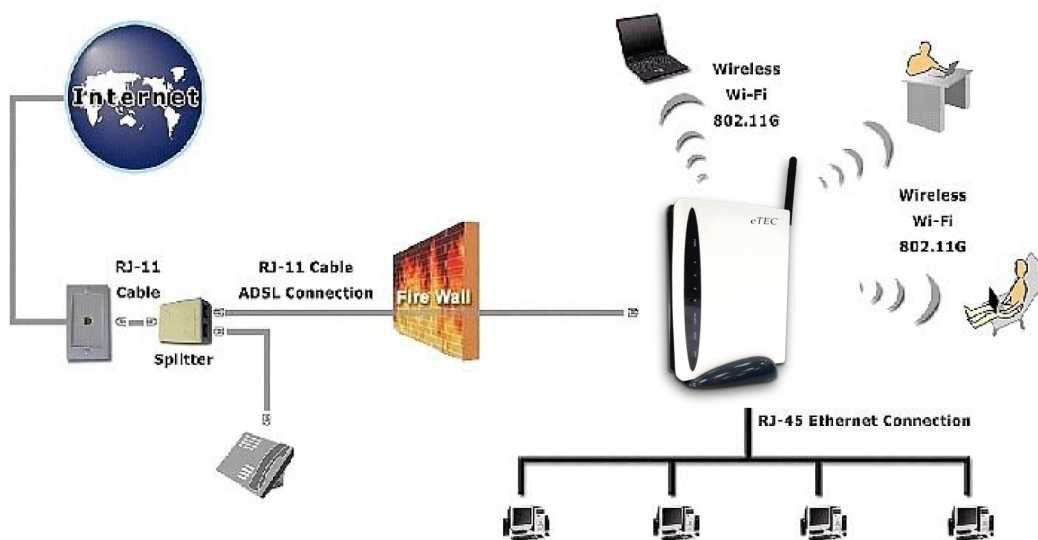 Internet
Wireless
Wi-Fi
802.11G
Wireless
Wi-Fi
802.11G
eTEC
RJ-11
Cable
RJ-11 Cable
ADSL Connection
Fire Wall
Splitter
RJ-45 Ethernet Connection